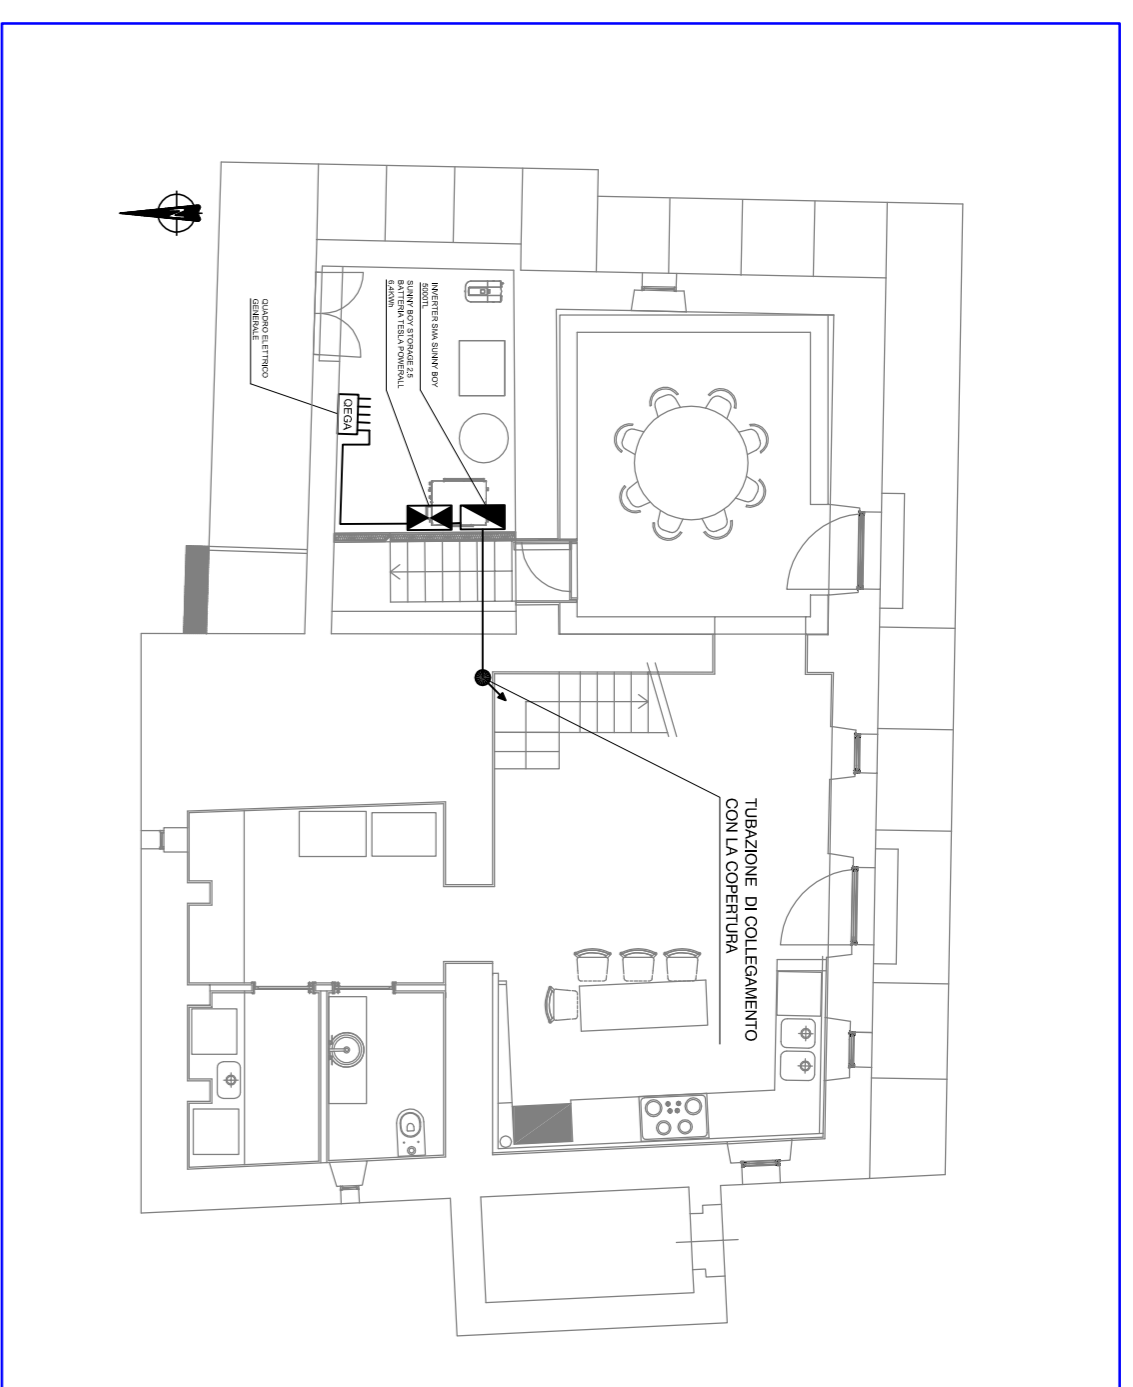 QUADRO ELETTRICO
GENERALE
QEGA
INVERTER SMA SUNNY BOY
5000TL
SUNNY BOY STORAGE 2,5
BATTERIA TESLA POWERALL
6,4KWh
TUBAZIONE DI COLLEGAMENTO
CON LA COPERTURA